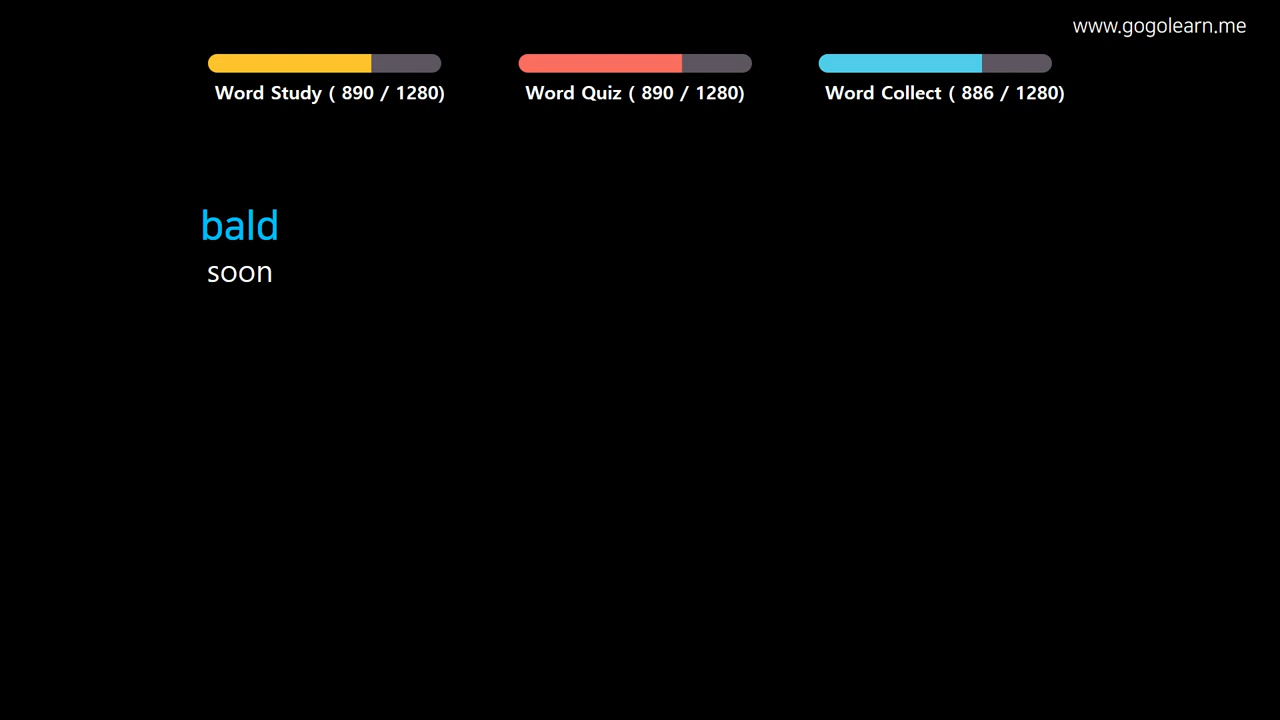 www.gogolearn.me
Word Study ( 890 / 1280)
Word Quiz ( 890 / 1280)
Word Collect ( 886 / 1280)
bald
soon